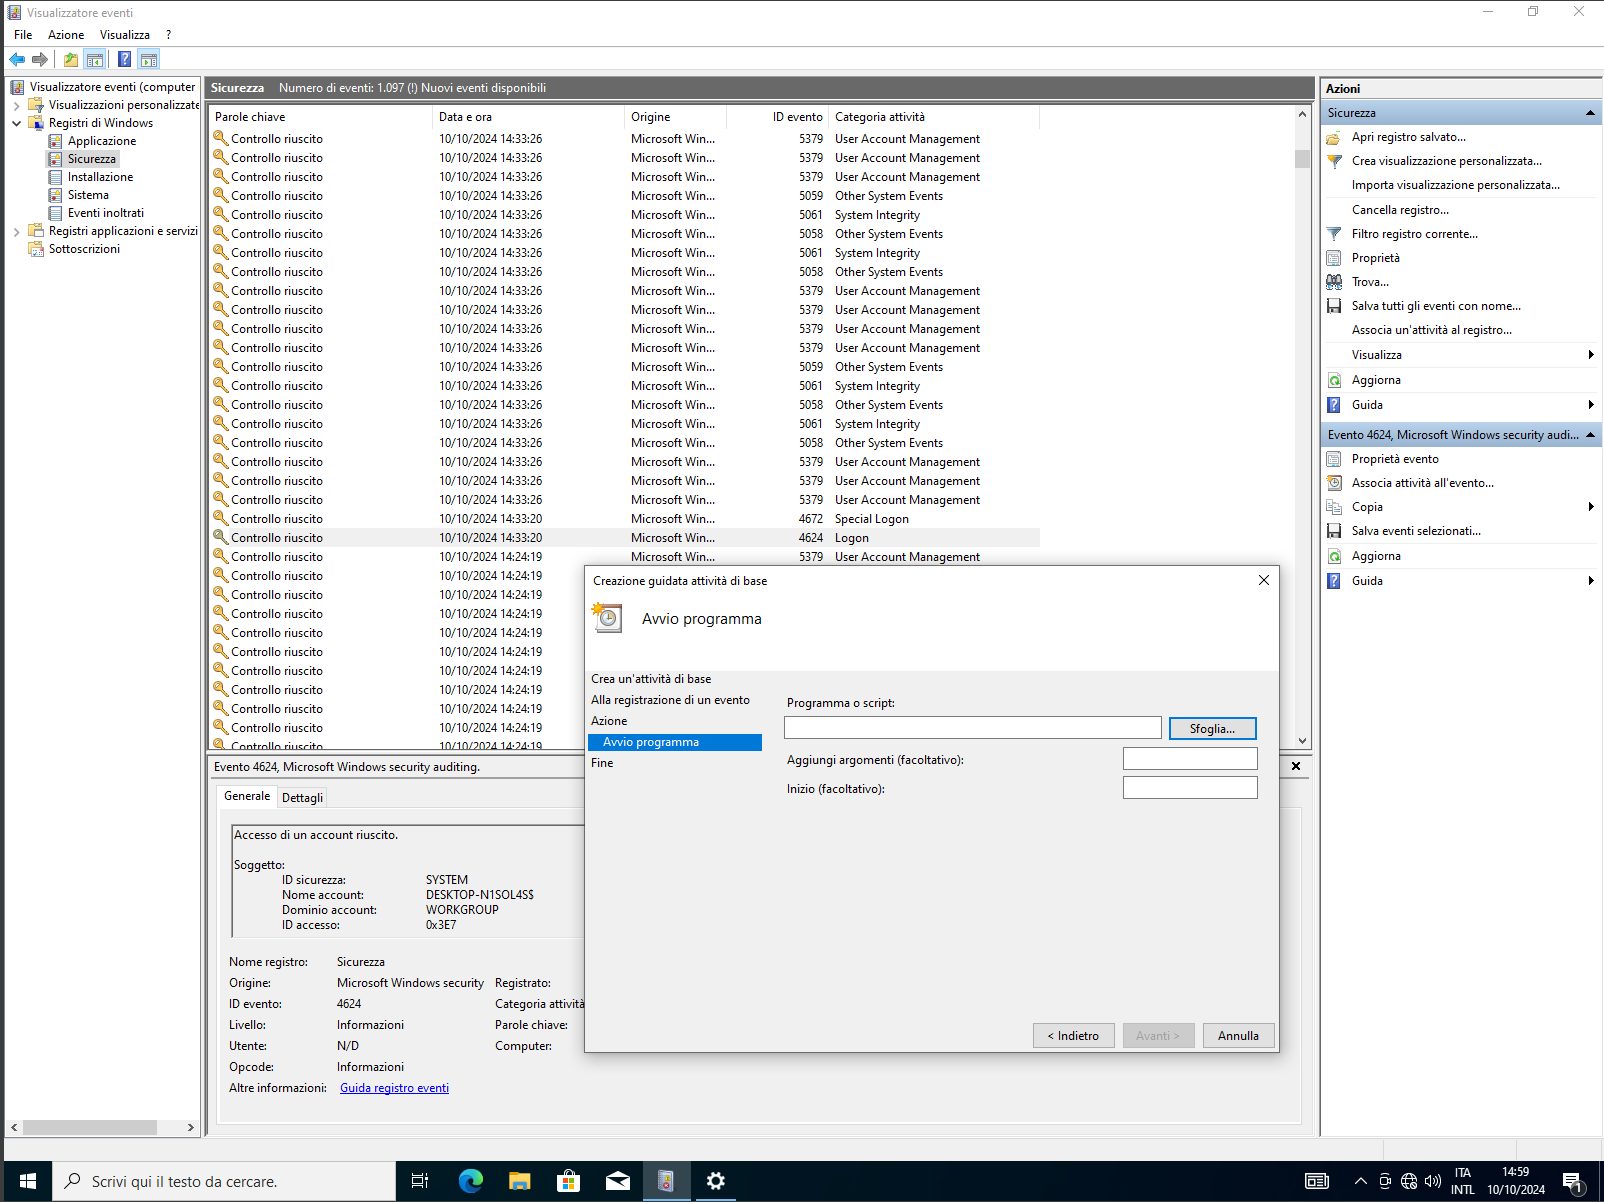 Visualizzatore eventi
File Azione Visualizza ?
Visualizzatore eventi (computer
Visualizzazioni personalizzate
Registri di Windows
Applicazione
Sicurezza
Installazione
Sistema
Eventi inoltrati
Registri applicazioni e servizi
Sottoscrizioni
Sicurezza Numero di eventi: 1.097 (!) Nuovi eventi disponibili
Parole chiave Data e ora Origine ID evento Categoria attività
Controllo riuscito 10/10/2024 14:33:26 Microsoft Win... 5379 User Account Management
Controllo riuscito 10/10/2024 14:33:26 Microsoft Win... 5379 User Account Management
Controllo riuscito 10/10/2024 14:33:26 Microsoft Win... 5379 User Account Management
Controllo riuscito 10/10/2024 14:33:26 Microsoft Win... 5059 Other System Events
Controllo riuscito 10/10/2024 14:33:26 Microsoft Win... 5061 System Integrity
Controllo riuscito 10/10/2024 14:33:26 Microsoft Win... 5058 Other System Events
Controllo riuscito 10/10/2024 14:33:26 Microsoft Win... 5061 System Integrity
Controllo riuscito 10/10/2024 14:33:26 Microsoft Win... 5058 Other System Events
Controllo riuscito 10/10/2024 14:33:26 Microsoft Win... 5379 User Account Management
Controllo riuscito 10/10/2024 14:33:26 Microsoft Win... 5379 User Account Management
Controllo riuscito 10/10/2024 14:33:26 Microsoft Win... 5379 User Account Management
Controllo riuscito 10/10/2024 14:33:26 Microsoft Win... 5379 User Account Management
Controllo riuscito 10/10/2024 14:33:26 Microsoft Win... 5059 Other System Events
Controllo riuscito 10/10/2024 14:33:26 Microsoft Win... 5061 System Integrity
Controllo riuscito 10/10/2024 14:33:26 Microsoft Win... 5058 Other System Events
Controllo riuscito 10/10/2024 14:33:26 Microsoft Win... 5061 System Integrity
Controllo riuscito 10/10/2024 14:33:26 Microsoft Win... 5058 Other System Events
Controllo riuscito 10/10/2024 14:33:26 Microsoft Win... 5379 User Account Management
Controllo riuscito 10/10/2024 14:33:26 Microsoft Win... 5379 User Account Management
Controllo riuscito 10/10/2024 14:33:26 Microsoft Win... 5379 User Account Management
Controllo riuscito 10/10/2024 14:33:20 Microsoft Win... 4672 Special Logon
Controllo riuscito 10/10/2024 14:33:20 Microsoft Win... 4624 Logon
Controllo riuscito 10/10/2024 14:24:19 Microsoft Win... 5379 User Account Management
Controllo riuscito 10/10/2024 14:24:19
Controllo riuscito 10/10/2024 14:24:19
Controllo riuscito 10/10/2024 14:24:19
Controllo riuscito 10/10/2024 14:24:19
Controllo riuscito 10/10/2024 14:24:19
Controllo riuscito 10/10/2024 14:24:19
Controllo riuscito 10/10/2024 14:24:19
Controllo riuscito 10/10/2024 14:24:19
Controllo riuscito 10/10/2024 14:24:19
Controllo riuscito 10/10/2024 14:24:19
Evento 4624, Microsoft Windows security auditing.
Generale Dettagli
Accesso di un account riuscito.
Soggetto:
ID sicurezza: SYSTEM
Nome account: DESKTOP-N1SOL4S$
Dominio account: WORKGROUP
ID accesso: 0x3E7
Nome registro: Sicurezza
Origine: Microsoft Windows security Registrato:
ID evento: 4624 Categoria attività
Livello: Informazioni Parole chiave:
Utente: N/D Computer:
Opcode: Informazioni
Altre informazioni: Guida registro eventi
Creazione guidata attività di base
Avvio programma
Crea un'attività di base
Alla registrazione di un evento
Azione
Avvio programma
Fine
Programma o script:
Sfoglia...
Aggiungi argomenti (facoltativo):
Inizio (facoltativo):
< Indietro Avanti > Annulla
Azioni
Sicurezza
Apri registro salvato...
Crea visualizzazione personalizzata...
Importa visualizzazione personalizzata...
Cancella registro...
Filtro registro corrente...
Proprietà
Trova...
Salva tutti gli eventi con nome...
Associa un'attività al registro...
Visualizza
Aggiorna
Guida
Evento 4624, Microsoft Windows security audi...
Proprietà evento
Associa attività all'evento...
Copia
Salva eventi selezionati...
Aggiorna
Guida
Scrivi qui il testo da cercare.
ITA
INTL
14:59
10/10/2024
1